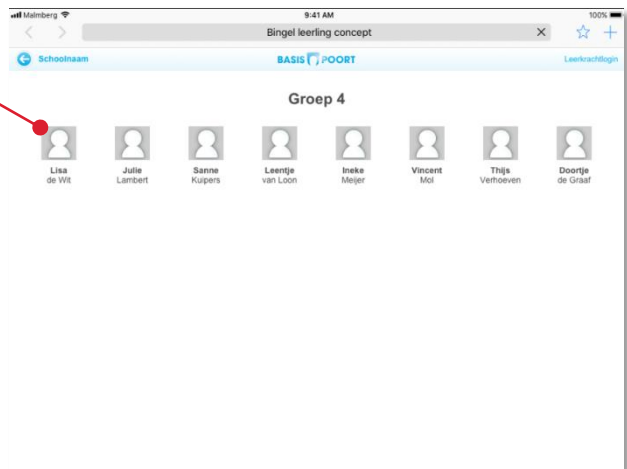 Malmberg 9:41 AM 100%
Bingel leerling concept
Schoolnaam BASIS POORT Leerkrachtlogin
Groep 4
Lisa Julie Sanne Leentje Ineke Vincent Thijs Doortje
de Wit Lambert Kuipers van Loon Meijer Mol Verhoeven de Graaf